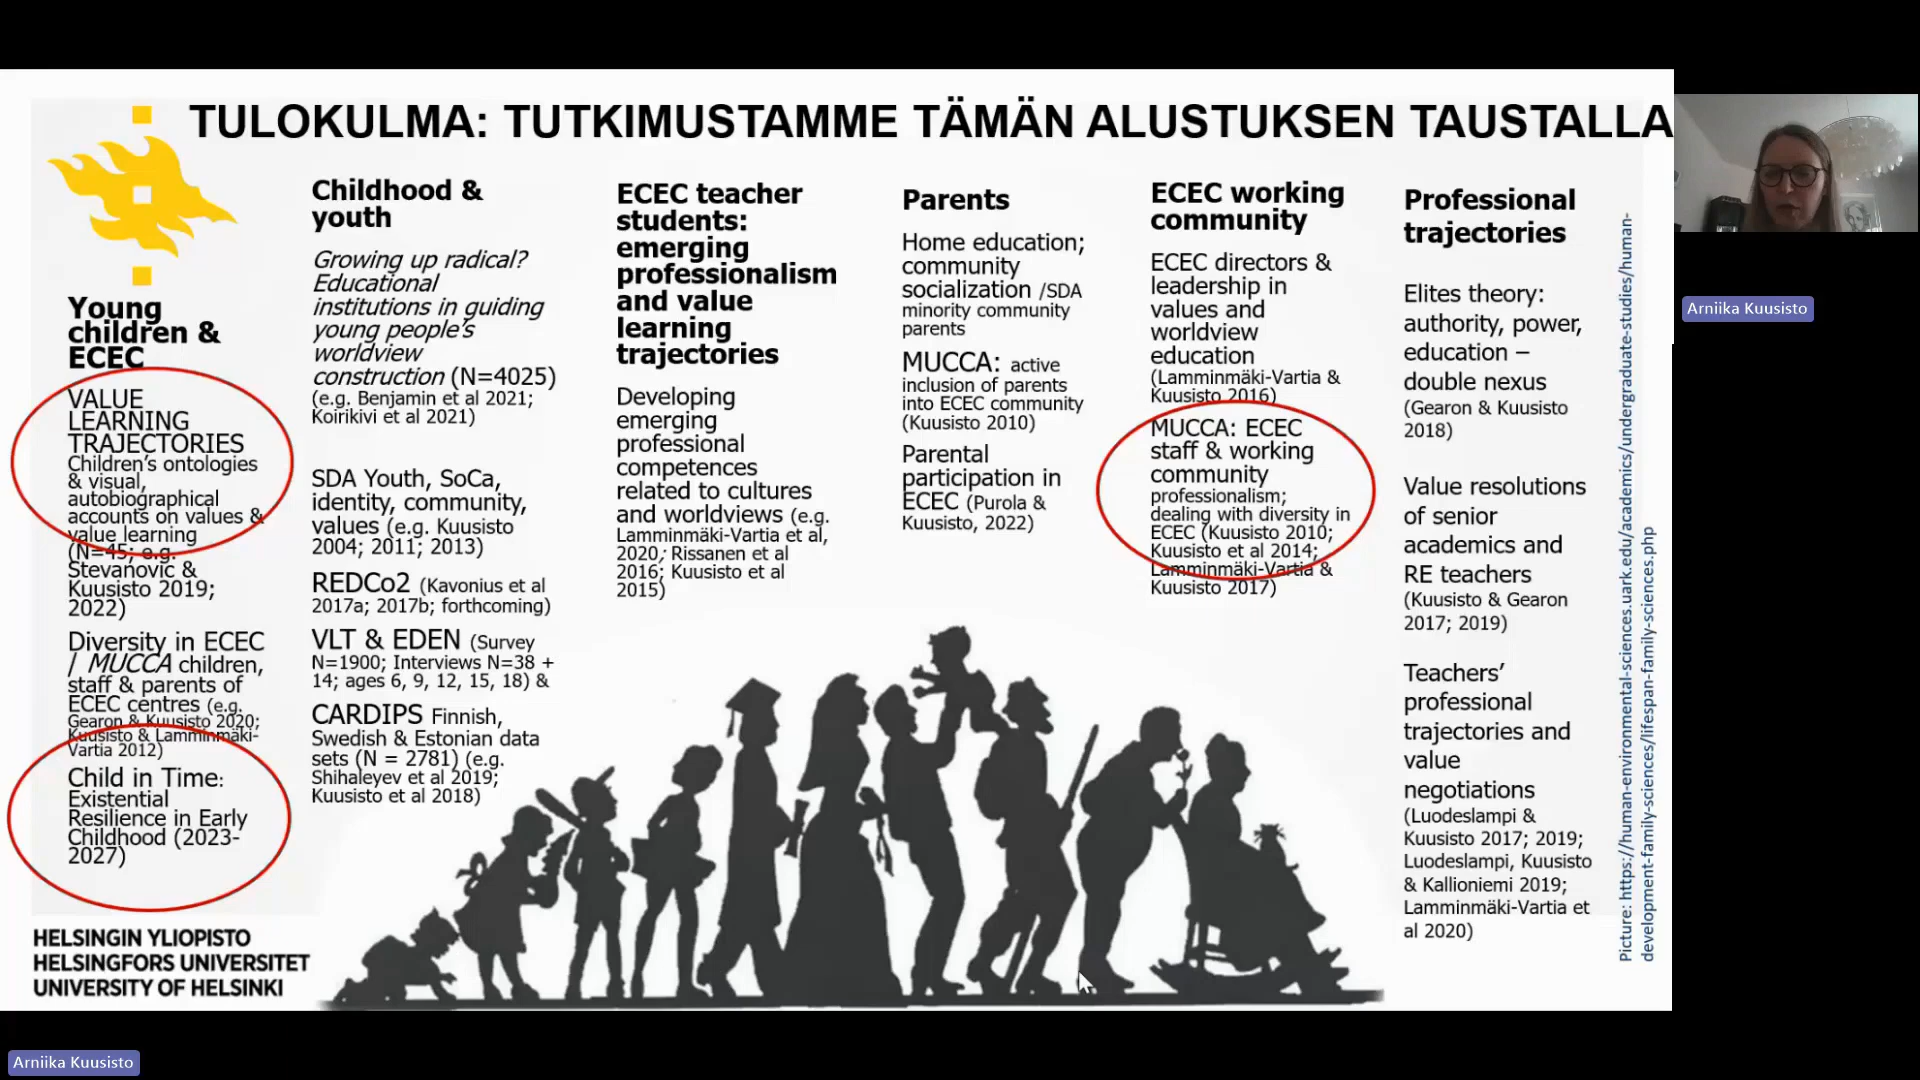 TULOKULMA: TUTKIMUSTAMME TÄMÄN ALUSTUKSEN TAUSTALLA
Young
children &
ECEC
VALUE
LEARNING
TRAJECTORIES
Children's ontologies
& visual,
autobiographical
accounts on values &
value learning
(N=45; e.g.
Stevanovic &
Kuusisto 2019;
2022)
Diversity in ECEC
/ MUCCA children,
staff & parents of
ECEC centres (e.g.
Gearon & Kuusisto 2020;
Kuusisto & Lamminmäki-
Vartia 2012)
Child in Time:
Existential
Resilience in Early
Childhood (2023-
2027)
Childhood &
youth
Growing up radical?
Educational
institutions in guiding
young people's
worldview
construction (N=4025)
(e.g. Benjamin et al 2021;
Koirikivi et al 2021)
SDA Youth, SoCa,
identity, community,
values (e.g. Kuusisto
2004; 2011; 2013)
REDCo2 (Kavonius et al
2017a; 2017b; forthcoming)
VLT & EDEN (Survey
N=1900; Interviews N=38 +
14; ages 6, 9, 12, 15, 18) &
CARDIPS Finnish,
Swedish & Estonian data
sets (N = 2781) (e.g.
Shihaleyev et al 2019;
Kuusisto et al 2018)
ECEC teacher
students:
emerging
professionalism
and value
learning
trajectories
Developing
emerging
professional
competences
related to cultures
and worldviews (e.g.
Lamminmäki-Vartia et al,
2020; Rissanen et al
2016; Kuusisto et al
2015)
Parents
Home education;
community
socialization /SDA
minority community
parents
MUCCA: active
inclusion of parents
into ECEC community
(Kuusisto 2010)
Parental
participation in
ECEC (Purola &
Kuusisto, 2022)
ECEC working
community
ECEC directors &
leadership in
values and
worldview
education
(Lamminmäki-Vartia &
Kuusisto 2016)
MUCCA: ECEC
staff & working
community
professionalism;
dealing with diversity in
ECEC (Kuusisto 2010;
Kuusisto et al 2014;
Lamminmäki-Vartia &
Kuusisto 2017)
Professional
trajectories
Elites theory:
authority, power,
education –
double nexus
(Gearon & Kuusisto
2018)
Value resolutions
of senior
academics and
RE teachers
(Kuusisto & Gearon
2017; 2019)
Teachers'
professional
trajectories and
value
negotiations
(Luodeslampi &
Kuusisto 2017; 2019;
Luodeslampi, Kuusisto
& Kallioniemi 2019;
Lamminmäki-Vartia et
al 2020)
Picture: https://human-environmental-sciences.uark.edu/academics/undergraduate-studies/human-
development-family-sciences/lifespan-family-sciences.php
HELSINGIN YLIOPISTO
HELSINGFORS UNIVERSITET
UNIVERSITY OF HELSINKI
Arniika Kuusisto
Arniika Kuusisto